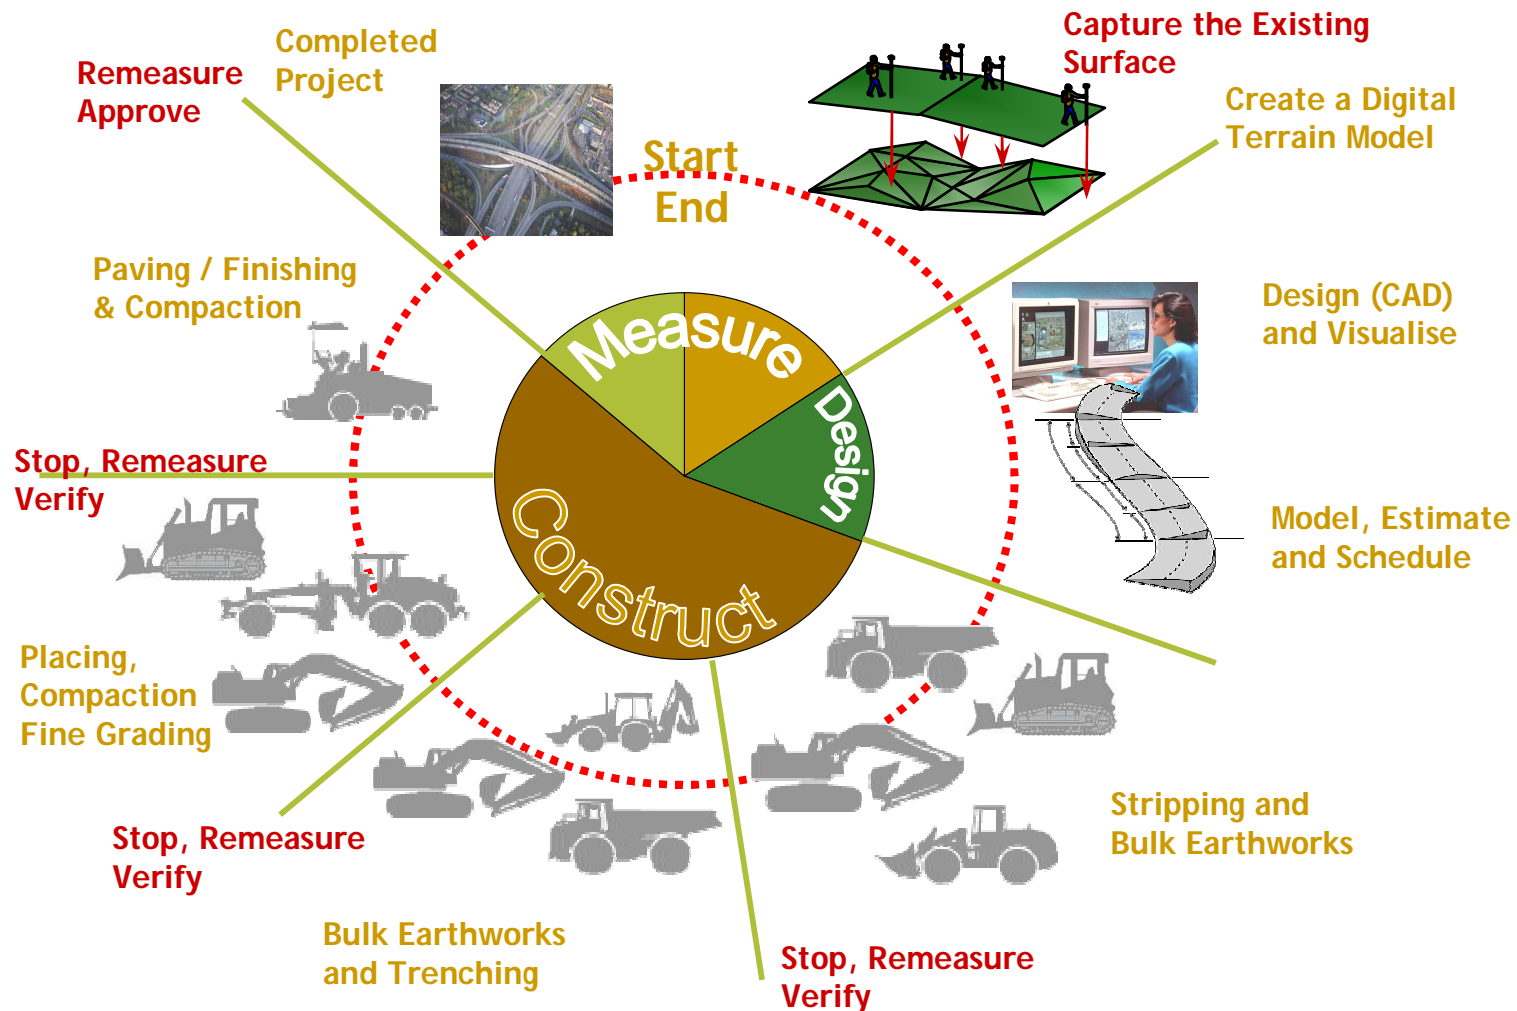 Completed
Project
Remeasure
Approve
Start
End
Capture the Existing
Surface
Create a Digital
Terrain Model
Paving / Finishing
& Compaction
Design (CAD)
and Visualise
Measure
Design
Construct
Stop, Remeasure
Verify
Model, Estimate
and Schedule
Placing,
Compaction
Fine Grading
Stop, Remeasure
Verify
Stripping and
Bulk Earthworks
Bulk Earthworks
and Trenching
Stop, Remeasure
Verify